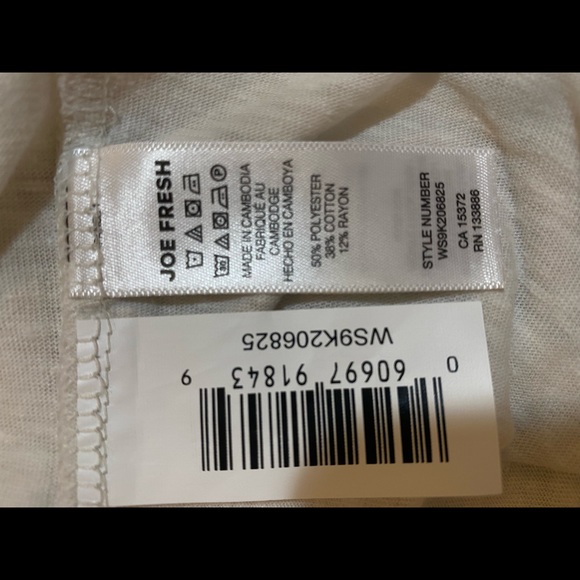 JOE FRESH
MADE IN CAMBODIA
FABRIQUÉ AU
CAMBODGE
HECHO EN CAMBOYA
50% POLYESTER
38% COTTON
12% RAYON
STYLE NUMBER
WS9K206825
CA 15372
RN 133886
WS9K206825
0 60697 91843 9